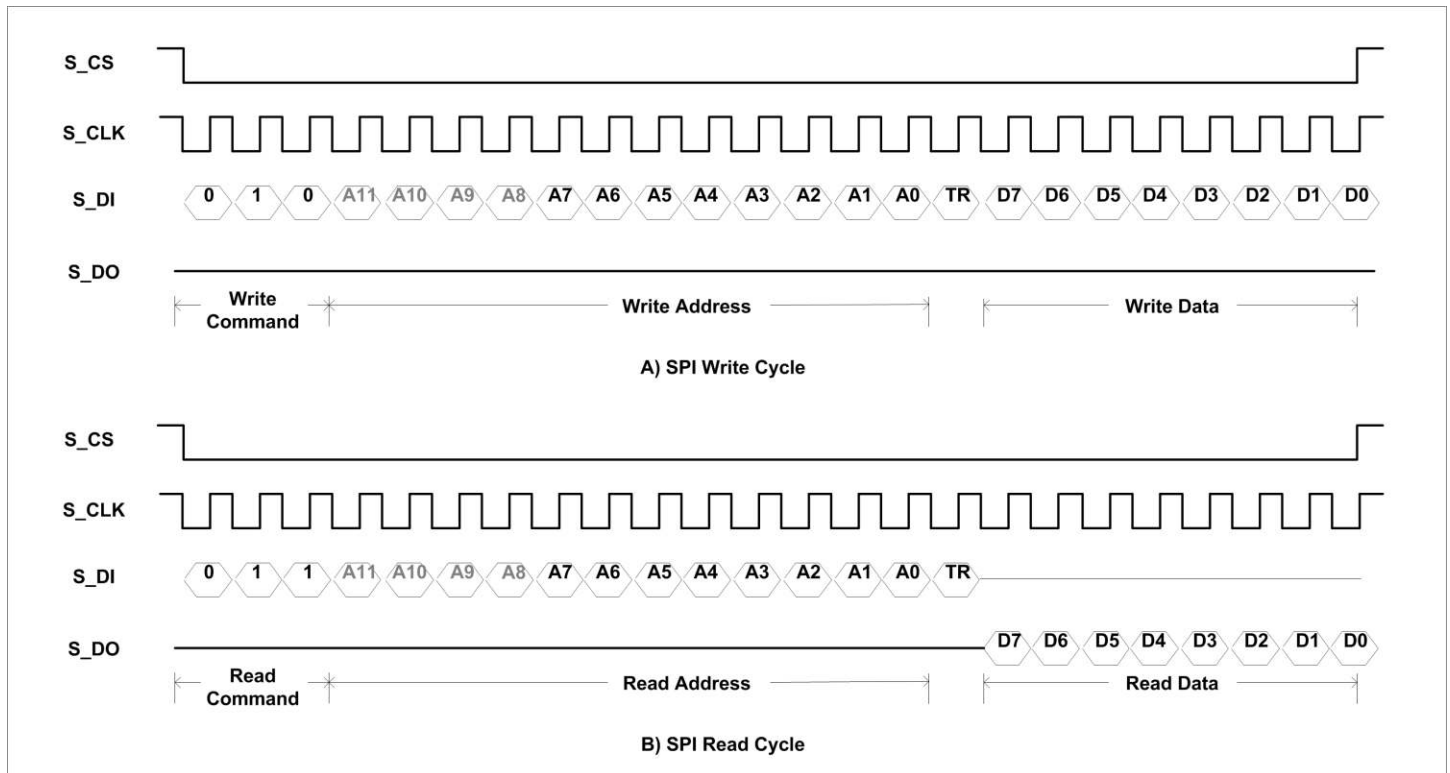 S_CS
S_CLK
S_DI 0 1 0 A11 A10 A9 A8 A7 A6 A5 A4 A3 A2 A1 A0 TR D7 D6 D5 D4 D3 D2 D1 D0
S_DO
Write Command Write Address Write Data
A) SPI Write Cycle
S_CS
S_CLK
S_DI 0 1 1 A11 A10 A9 A8 A7 A6 A5 A4 A3 A2 A1 A0 TR
S_DO D7 D6 D5 D4 D3 D2 D1 D0
Read Command Read Address Read Data
B) SPI Read Cycle